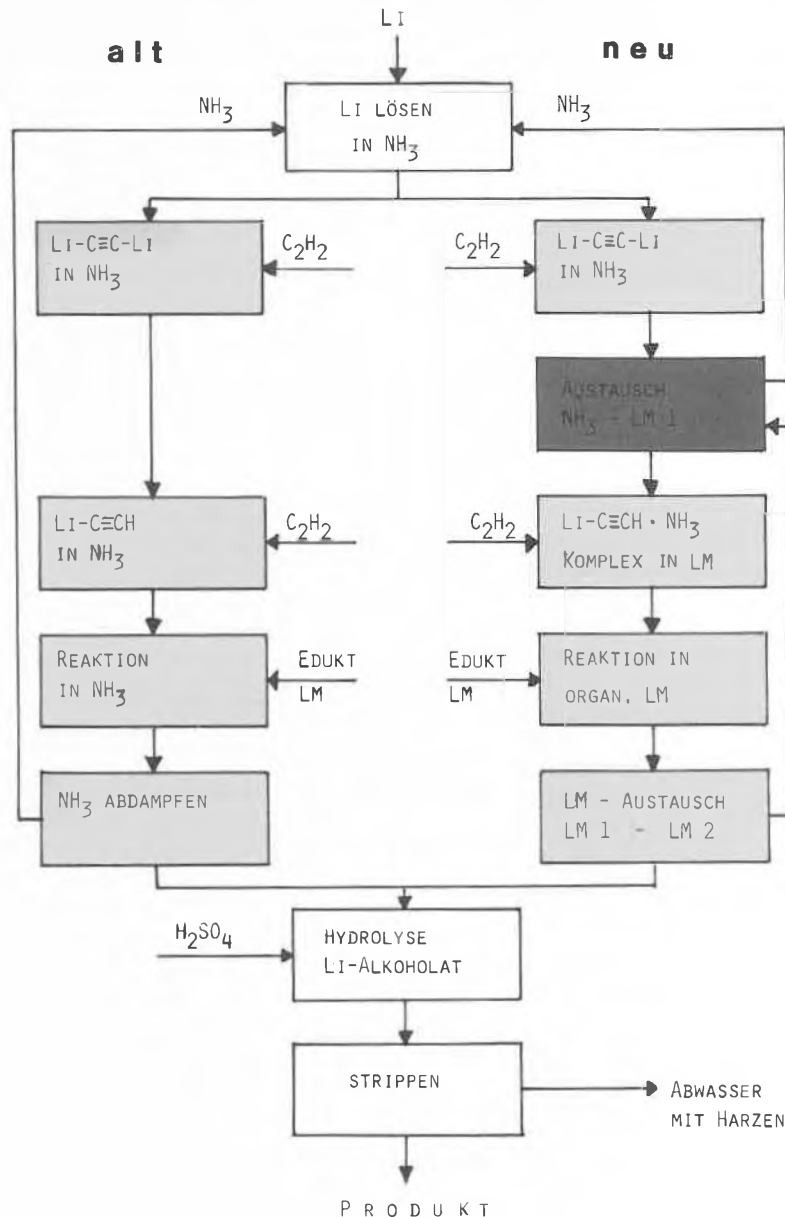 LI
alt
neu
NH3
LI LÖSEN
IN NH3
NH3
LI-C≡C-LI
IN NH3
C2H2
C2H2
LI-C≡C-LI
IN NH3
AUSTAUSCH
NH3 - LM 1
LI-C≡CH
IN NH3
C2H2
C2H2
LI-C≡CH · NH3
KOMPLEX IN LM
REAKTION
IN NH3
EDUKT
LM
EDUKT
LM
REAKTION IN
ORGAN. LM
NH3 ABDAMPFEN
LM - AUSTAUSCH
LM 1 - LM 2
H2SO4
HYDROLYSE
LI-ALKOHOLAT
STRIPPEN
ABWASSER
MIT HARZEN
PRODUKT